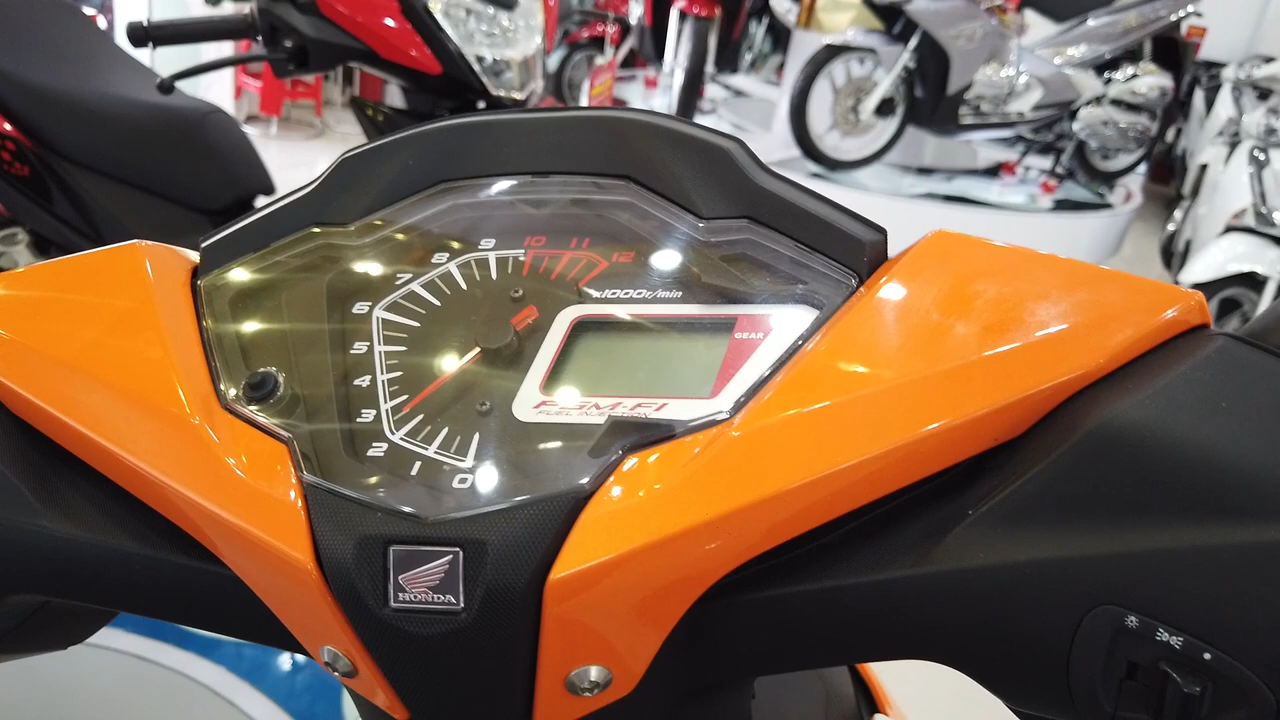 0
1
2
3
4
5
6
7
8
9
10
11
12
x1000r/min
GEAR
PGM-FI
FUEL INJECTION
HONDA